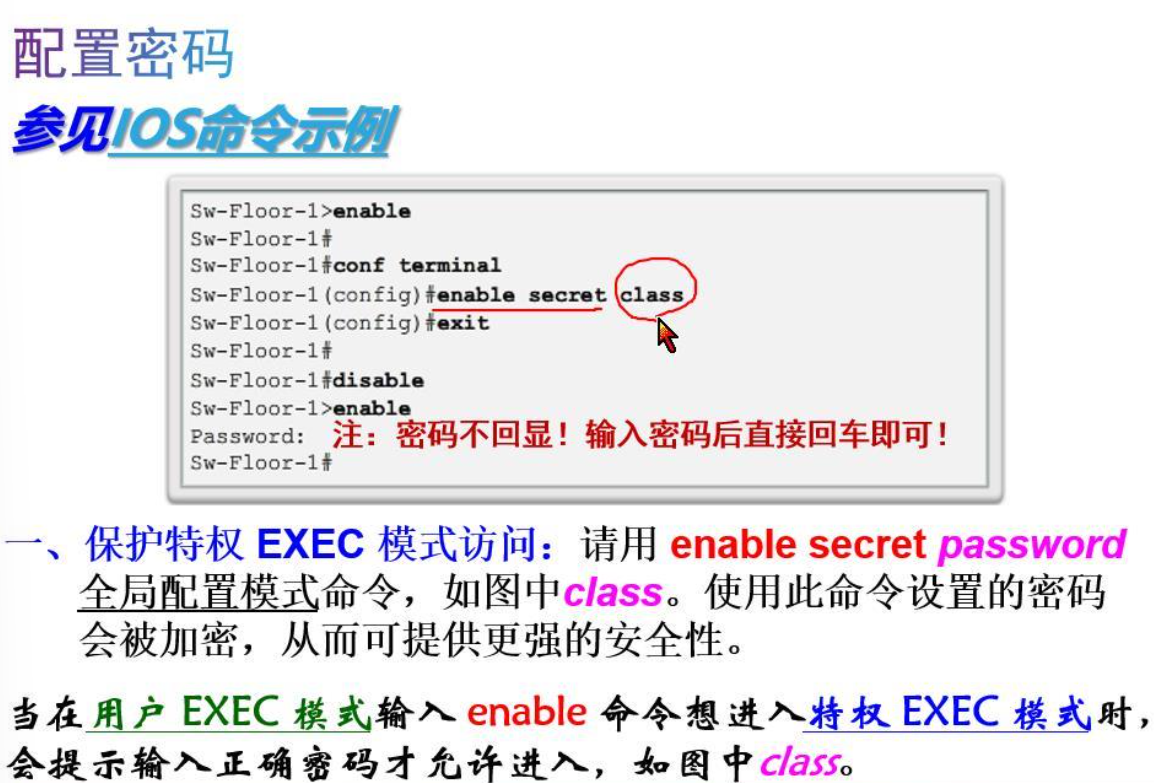 配置密码
参见IOS命令示例
Sw-Floor-1>enable
Sw-Floor-1#
Sw-Floor-1#conf terminal
Sw-Floor-1(config)#enable secret class
Sw-Floor-1(config)#exit
Sw-Floor-1#
Sw-Floor-1#disable
Sw-Floor-1>enable
Password: 注：密码不回显！输入密码后直接回车即可！
Sw-Floor-1#
一、保护特权 EXEC 模式访问：请用 enable secret password
全局配置模式命令，如图中class。使用此命令设置的密码
会被加密，从而可提供更强的安全性。
当在用户 EXEC 模式输入 enable 命令想进入特权 EXEC 模式时，
会提示输入正确密码才允许进入，如图中class。